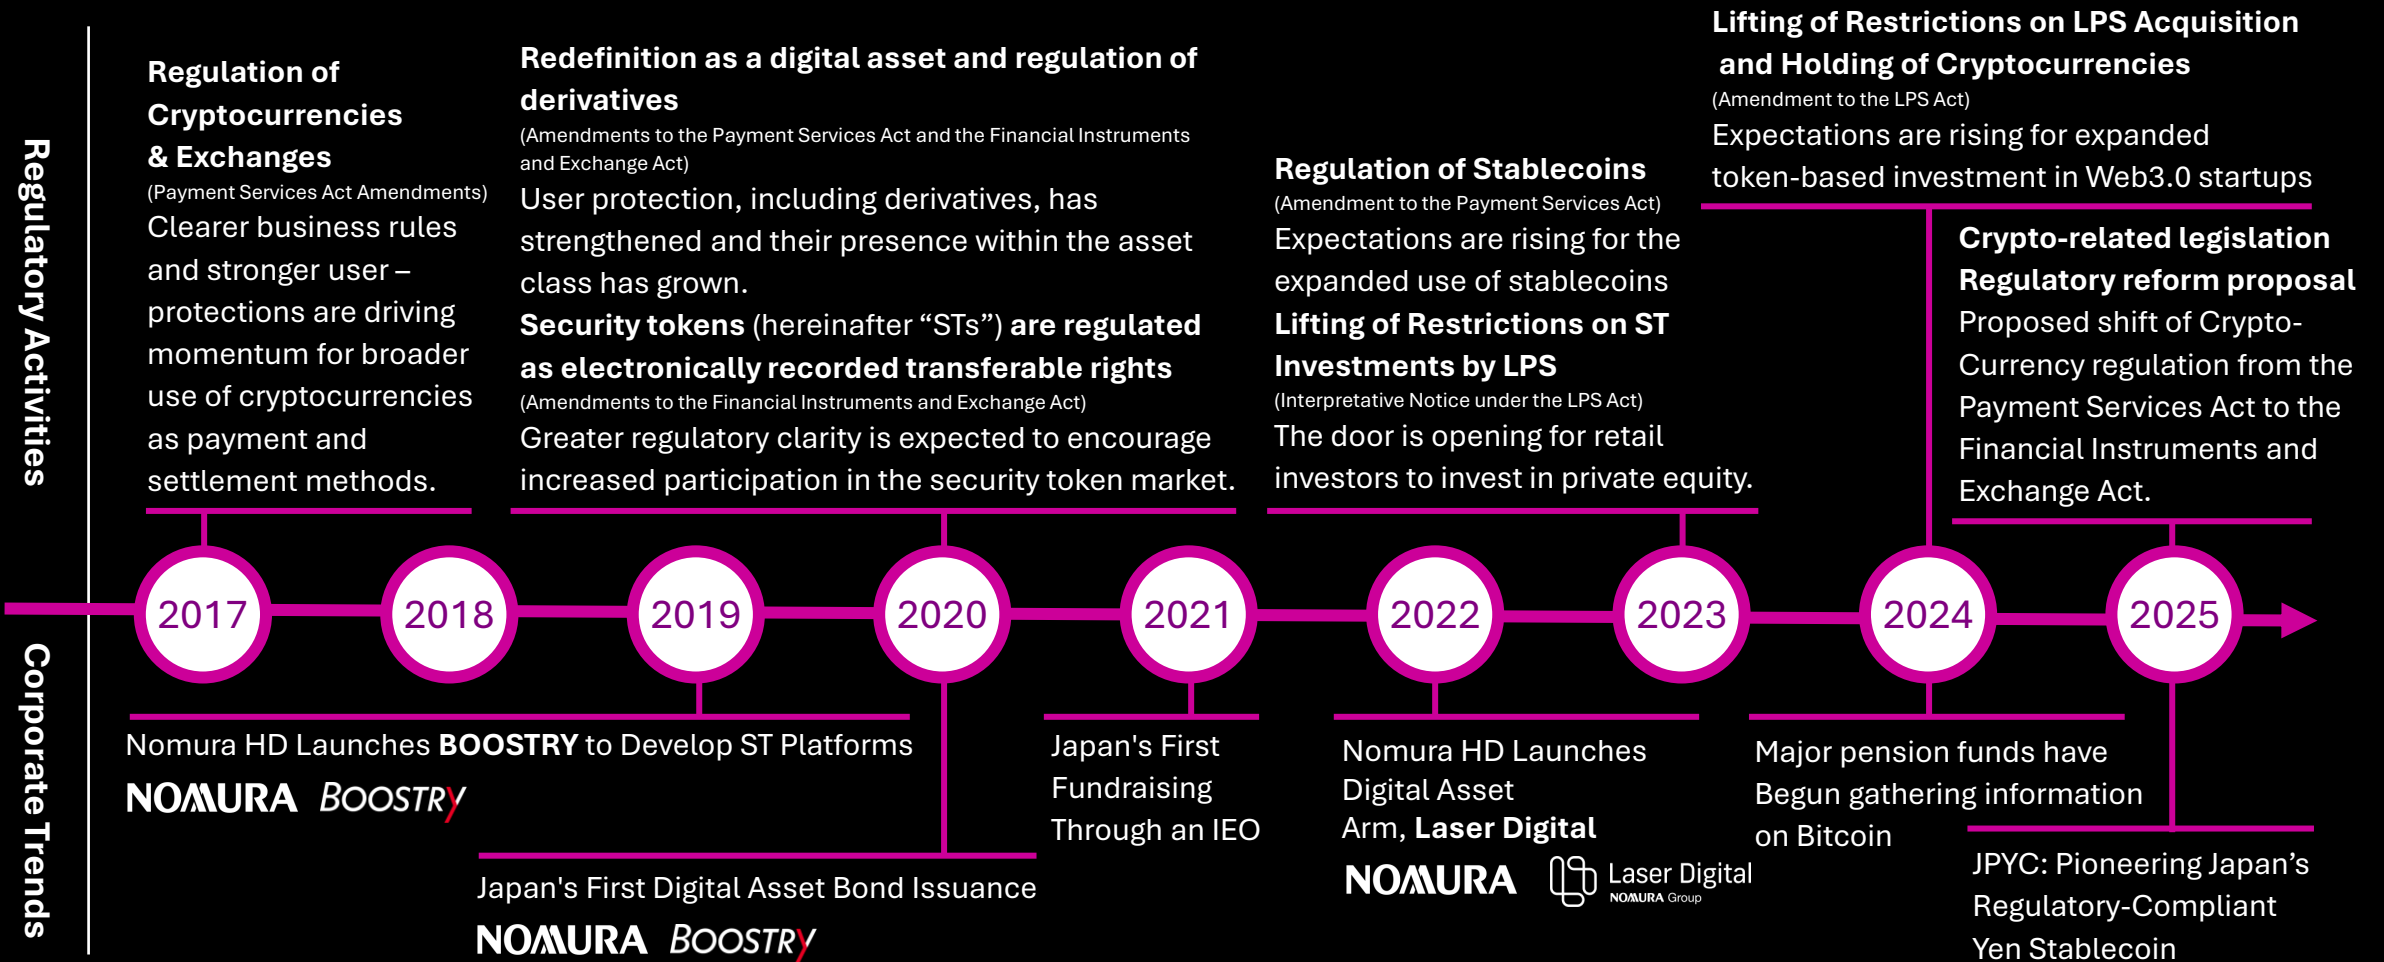 Regulatory Activities
Regulation of
Cryptocurrencies
& Exchanges
(Payment Services Act Amendments)
Clearer business rules
and stronger user –
protections are driving
momentum for broader
use of cryptocurrencies
as payment and
settlement methods.
Redefinition as a digital asset and regulation of
derivatives
(Amendments to the Payment Services Act and the Financial Instruments
and Exchange Act)
User protection, including derivatives, has
strengthened and their presence within the asset
class has grown.
Security tokens (hereinafter “STs”) are regulated
as electronically recorded transferable rights
(Amendments to the Financial Instruments and Exchange Act)
Greater regulatory clarity is expected to encourage
increased participation in the security token market.
Regulation of Stablecoins
(Amendment to the Payment Services Act)
Expectations are rising for the
expanded use of stablecoins
Lifting of Restrictions on ST
Investments by LPS
(Interpretative Notice under the LPS Act)
The door is opening for retail
investors to invest in private equity.
Lifting of Restrictions on LPS Acquisition
and Holding of Cryptocurrencies
(Amendment to the LPS Act)
Expectations are rising for expanded
token-based investment in Web3.0 startups
Crypto-related legislation
Regulatory reform proposal
Proposed shift of Crypto-
Currency regulation from the
Payment Services Act to the
Financial Instruments and
Exchange Act.
2017
2018
2019
2020
2021
2022
2023
2024
2025
Corporate Trends
Nomura HD Launches BOOSTRY to Develop ST Platforms
NOMURA BOOSTRY
Japan's First Digital Asset Bond Issuance
NOMURA BOOSTRY
Japan's First
Fundraising
Through an IEO
Nomura HD Launches
Digital Asset
Arm, Laser Digital
NOMURA Laser Digital
NOMURA Group
Major pension funds have
Begun gathering information
on Bitcoin
JPYC: Pioneering Japan’s
Regulatory-Compliant
Yen Stablecoin